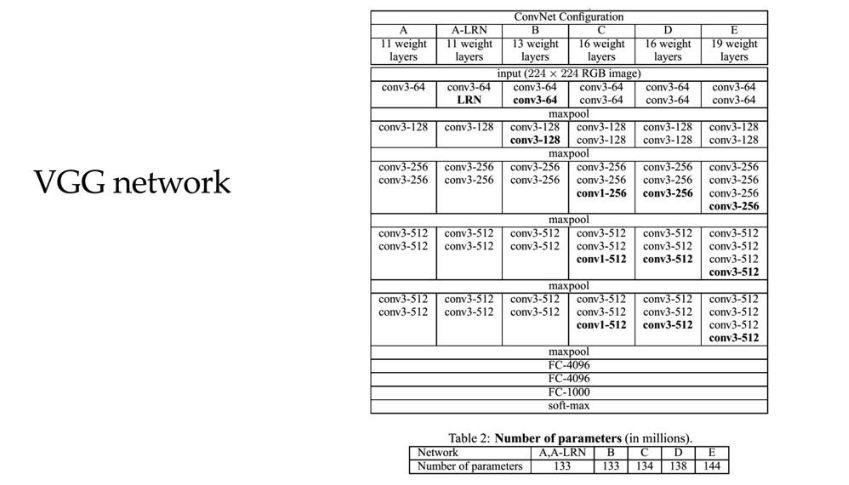 VGG network
ConvNet Configuration
A A-LRN B C D E
11 weight 11 weight 13 weight 16 weight 16 weight 19 weight
layers layers layers layers layers layers
input (224 × 224 RGB image)
conv3-64 conv3-64 conv3-64 conv3-64 conv3-64 conv3-64
LRN conv3-64 conv3-64 conv3-64 conv3-64
maxpool
conv3-128 conv3-128 conv3-128 conv3-128 conv3-128 conv3-128
conv3-128 conv3-128 conv3-128 conv3-128
maxpool
conv3-256 conv3-256 conv3-256 conv3-256 conv3-256 conv3-256
conv3-256 conv3-256 conv3-256 conv3-256 conv3-256 conv3-256
conv1-256 conv3-256 conv3-256
conv3-256
maxpool
conv3-512 conv3-512 conv3-512 conv3-512 conv3-512 conv3-512
conv3-512 conv3-512 conv3-512 conv3-512 conv3-512 conv3-512
conv1-512 conv3-512 conv3-512
conv3-512
maxpool
conv3-512 conv3-512 conv3-512 conv3-512 conv3-512 conv3-512
conv3-512 conv3-512 conv3-512 conv3-512 conv3-512 conv3-512
conv1-512 conv3-512 conv3-512
conv3-512
maxpool
FC-4096
FC-4096
FC-1000
soft-max
Table 2: Number of parameters (in millions).
Network A,A-LRN B C D E
Number of parameters 133 133 134 138 144